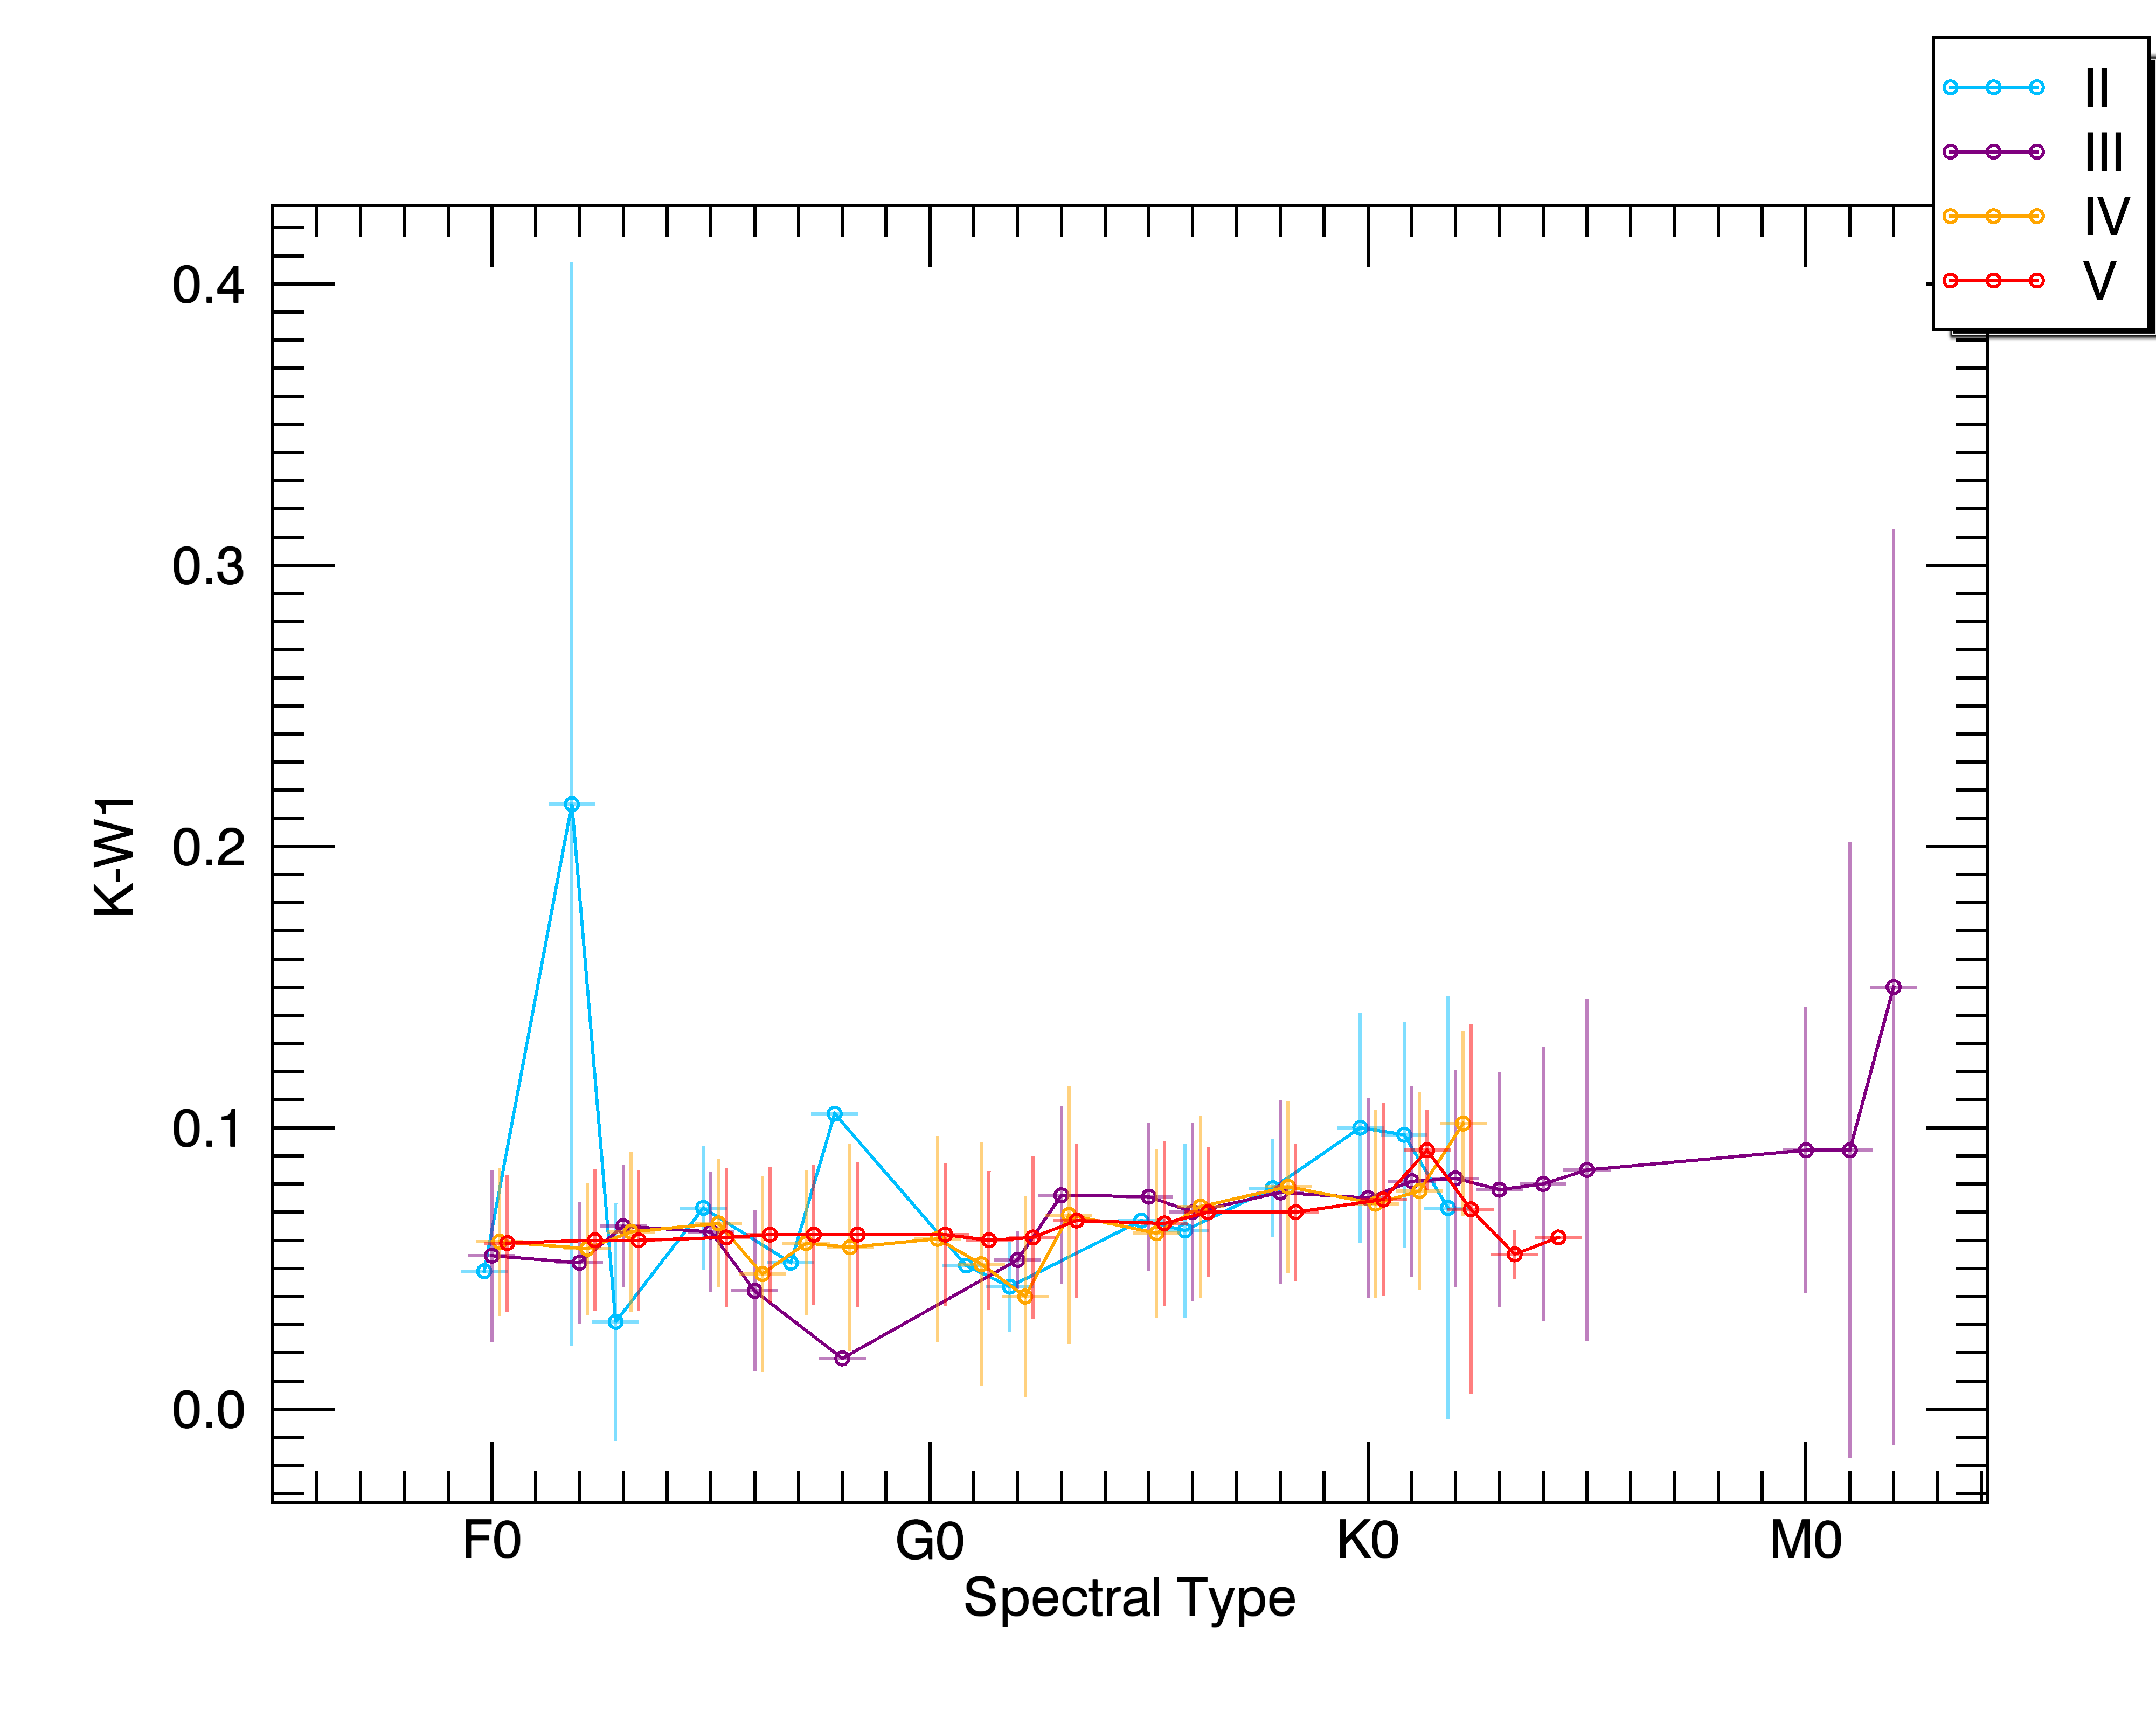 II
III
IV
V
0.4
0.3
0.2
0.1
0.0
K-W1
F0 G0 K0 M0
Spectral Type